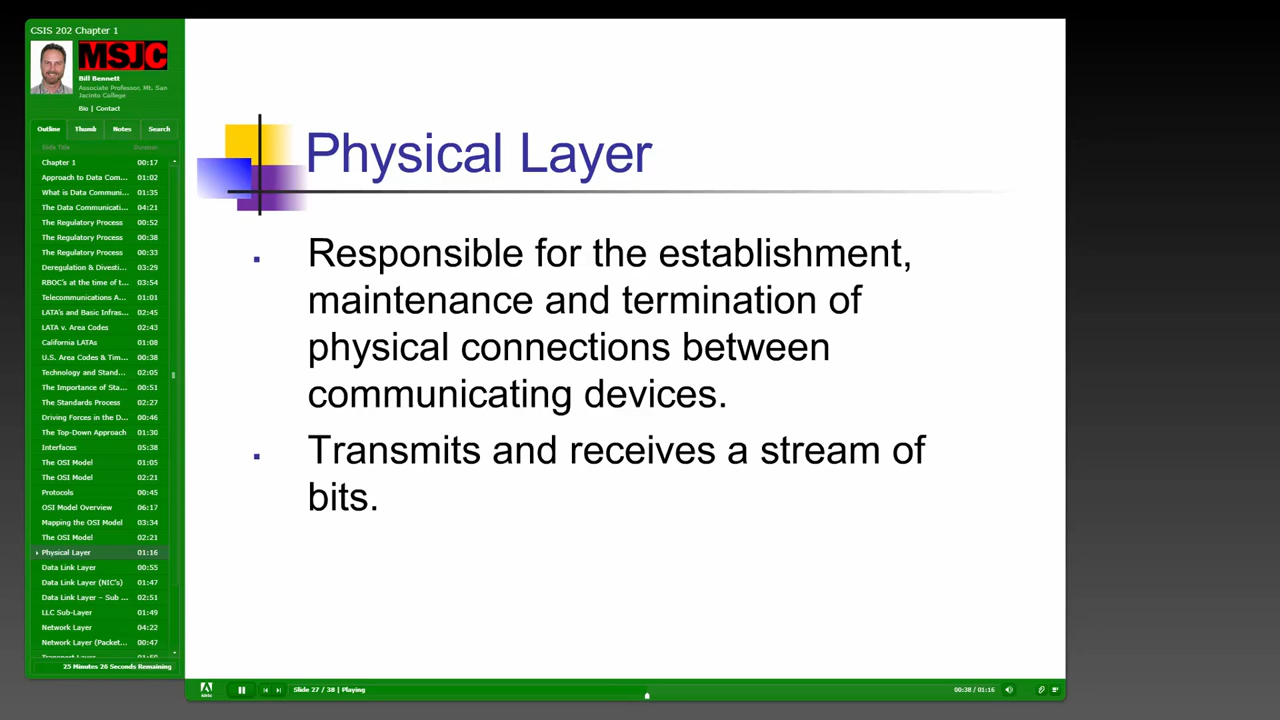 CSIS 202 Chapter 1
MSJC
Bill Bennett
Associate Professor, Mt. San
Jacinto College
Bio | Contact
Outline Thumb Notes Search
Slide Title Duration
Chapter 1 00:17
Approach to Data Com... 01:02
What is Data Communi... 01:35
The Data Communicati... 04:21
The Regulatory Process 00:52
The Regulatory Process 00:38
The Regulatory Process 00:33
Deregulation & Divesti... 03:29
RBOC's at the time of t... 03:54
Telecommunications A... 01:01
LATA's and Basic Infras... 02:45
LATA v. Area Codes 02:43
California LATAs 01:08
U.S. Area Codes & Tim... 00:38
Technology and Stand... 02:05
The Importance of Sta... 00:51
The Standards Process 02:27
Driving Forces in the D... 00:46
The Top-Down Approach 01:30
Interfaces 05:38
The OSI Model 01:05
The OSI Model 02:21
Protocols 00:45
OSI Model Overview 06:17
Mapping the OSI Model 03:34
The OSI Model 02:21
Physical Layer 01:16
Data Link Layer 00:55
Data Link Layer (NIC's) 01:47
Data Link Layer – Sub ... 02:51
LLC Sub-Layer 01:49
Network Layer 04:22
Network Layer (Packet... 00:47
25 Minutes 26 Seconds Remaining
Physical Layer
Responsible for the establishment,
maintenance and termination of
physical connections between
communicating devices.
Transmits and receives a stream of
bits.
Slide 27 / 38 | Playing
00:38 / 01:16